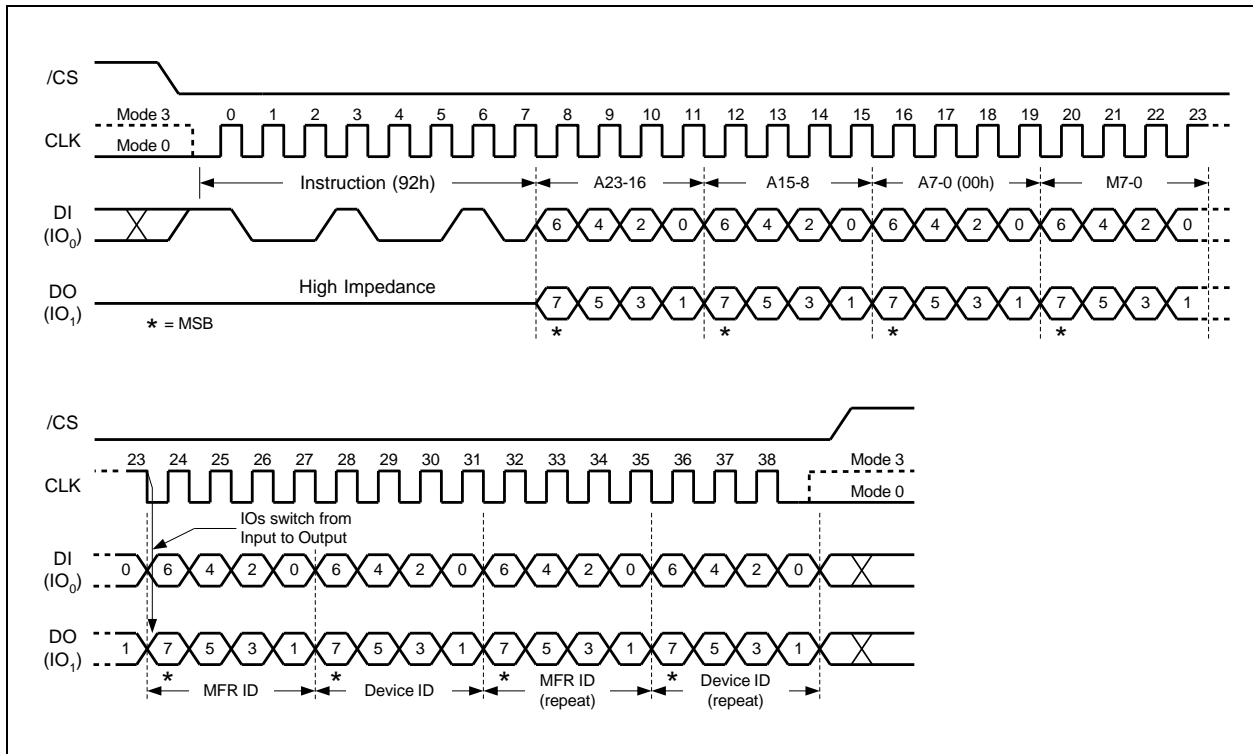 /CS
Mode 3 0 1 2 3 4 5 6 7 8 9 10 11 12 13 14 15 16 17 18 19 20 21 22 23
CLK
Mode 0
Instruction (92h) A23-16 A15-8 A7-0 (00h) M7-0
DI
(IO0)
6 4 2 0 6 4 2 0 6 4 2 0 6 4 2 0
High Impedance
DO
(IO1)
7 5 3 1 7 5 3 1 7 5 3 1 7 5 3 1
* = MSB
* * * *
/CS
23 24 25 26 27 28 29 30 31 32 33 34 35 36 37 38 Mode 3
CLK
Mode 0
IOs switch from
Input to Output
DI
(IO0)
0 6 4 2 0 6 4 2 0 6 4 2 0 6 4 2 0
DO
(IO1)
1 7 5 3 1 7 5 3 1 7 5 3 1 7 5 3 1
* * * *
MFR ID Device ID MFR ID
(repeat)
Device ID
(repeat)